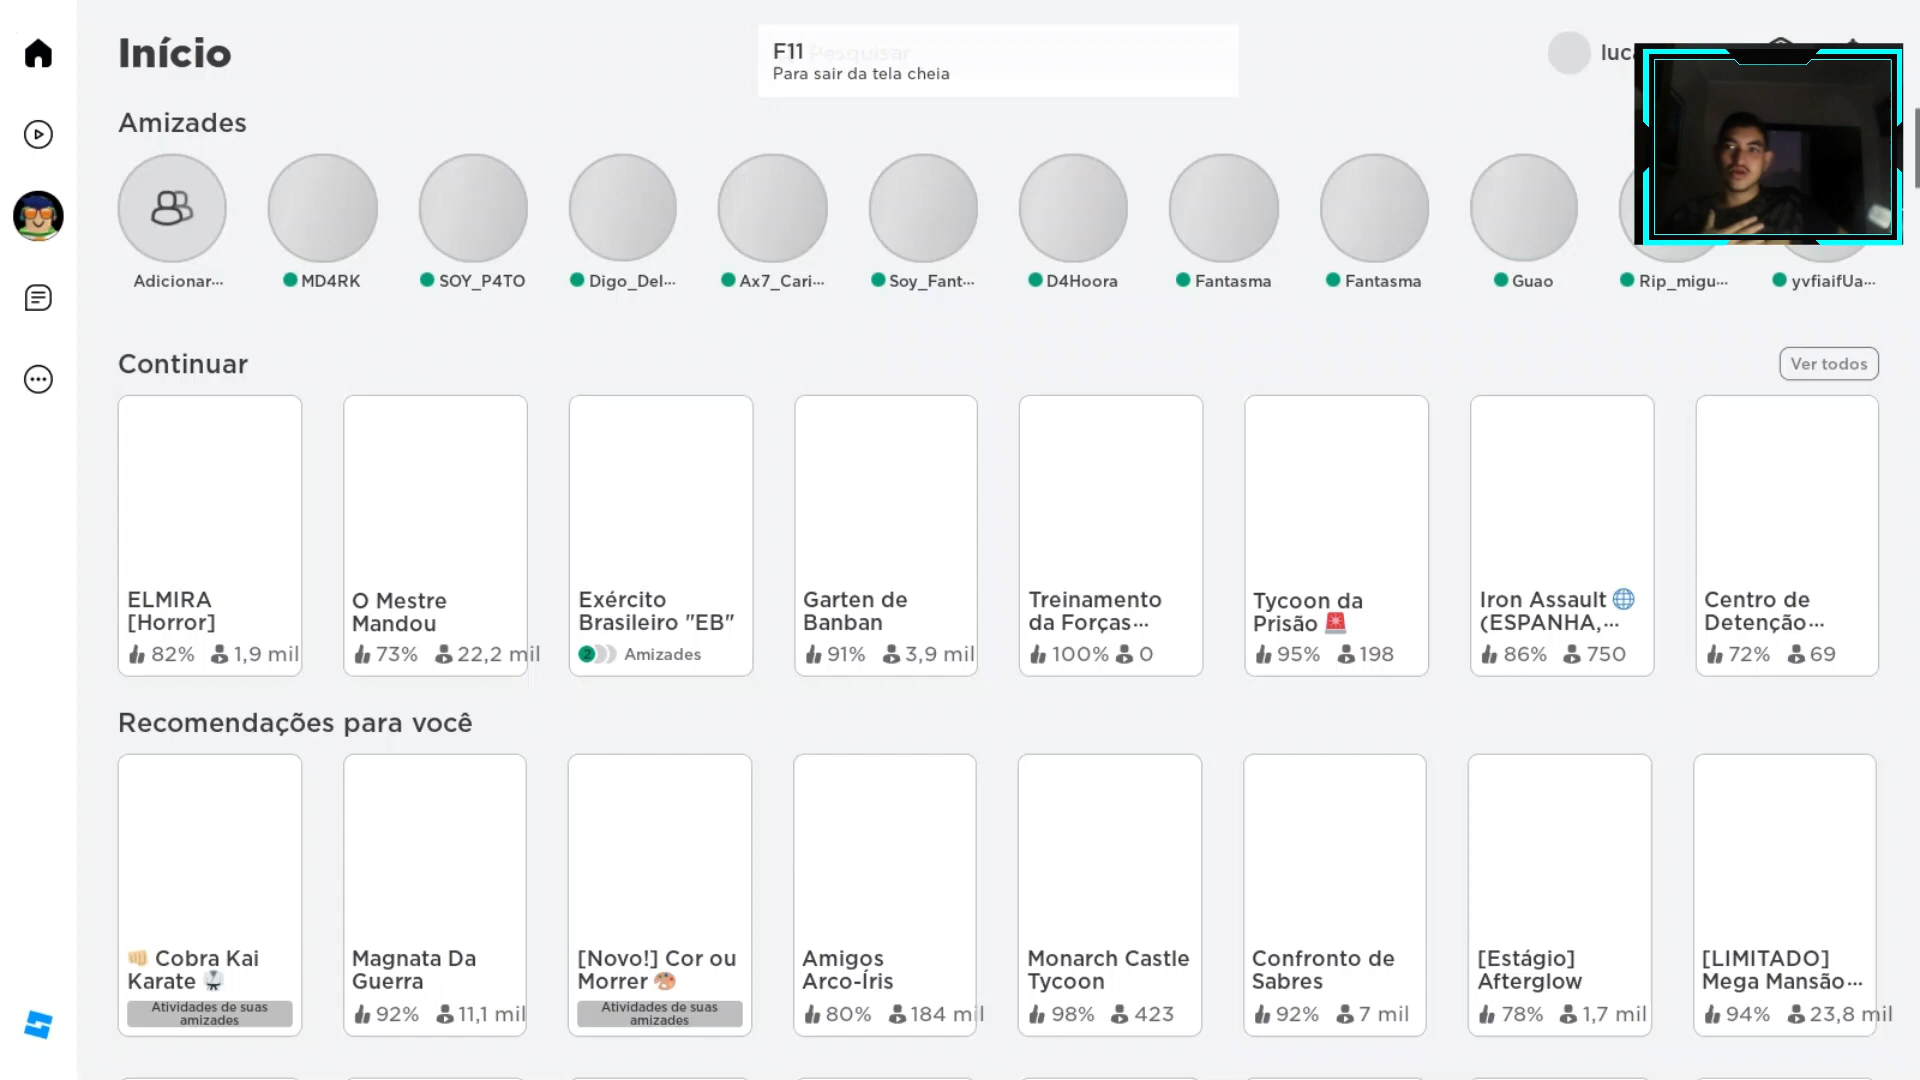 Início
F11 Pesquisar
Para sair da tela cheia
luc
Amizades
Adicionar...
MD4RK
SOY_P4TO
Digo_Del...
Ax7_Cari...
Soy_Fant...
D4Hoora
Fantasma
Fantasma
Guao
Rip_migu...
yvfiaifUa...
Continuar
Ver todos
ELMIRA
[Horror]
82% 1,9 mil
O Mestre
Mandou
73% 22,2 mil
Exército
Brasileiro "EB"
2 Amizades
Garten de
Banban
91% 3,9 mil
Treinamento
da Forças...
100% 0
Tycoon da
Prisão 🚨
95% 198
Iron Assault 🌐
(ESPANHA,...
86% 750
Centro de
Detenção...
72% 69
Recomendações para você
👊🏻 Cobra Kai
Karate 🥋
Atividades de suas
amizades
Magnata Da
Guerra
92% 11,1 mil
[Novo!] Cor ou
Morrer 🎨
Atividades de suas
amizades
Amigos
Arco-Íris
80% 184 mil
Monarch Castle
Tycoon
98% 423
Confronto de
Sabres
92% 7 mil
[Estágio]
Afterglow
78% 1,7 mil
[LIMITADO]
Mega Mansão...
94% 23,8 mil